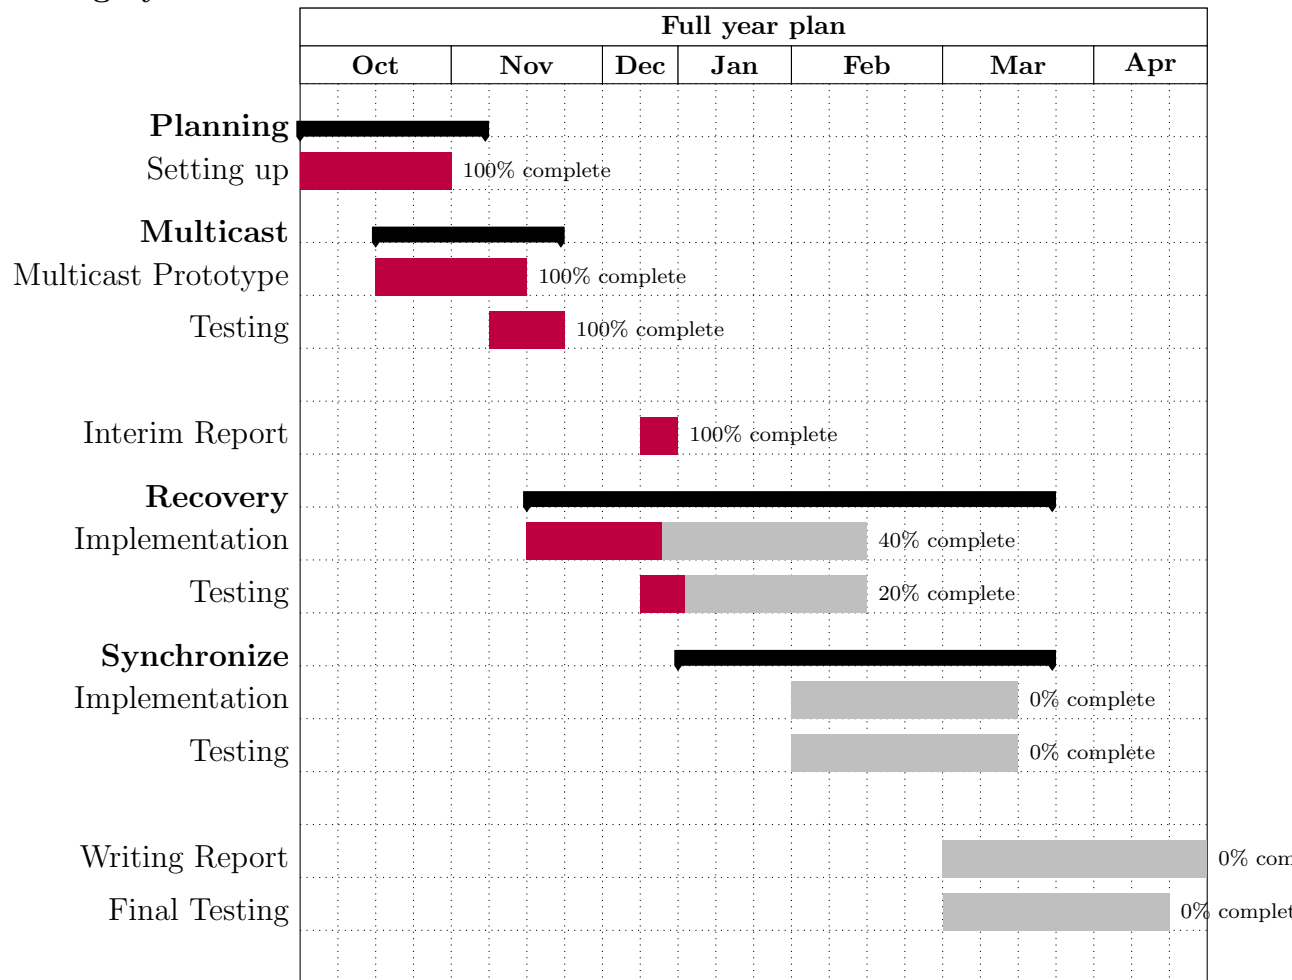 Full year plan
Oct Nov Dec Jan Feb Mar Apr
Planning
Setting up 100% complete
Multicast
Multicast Prototype 100% complete
Testing 100% complete
Interim Report 100% complete
Recovery
Implementation 40% complete
Testing 20% complete
Synchronize
Implementation 0% complete
Testing 0% complete
Writing Report 0% com
Final Testing 0% complet